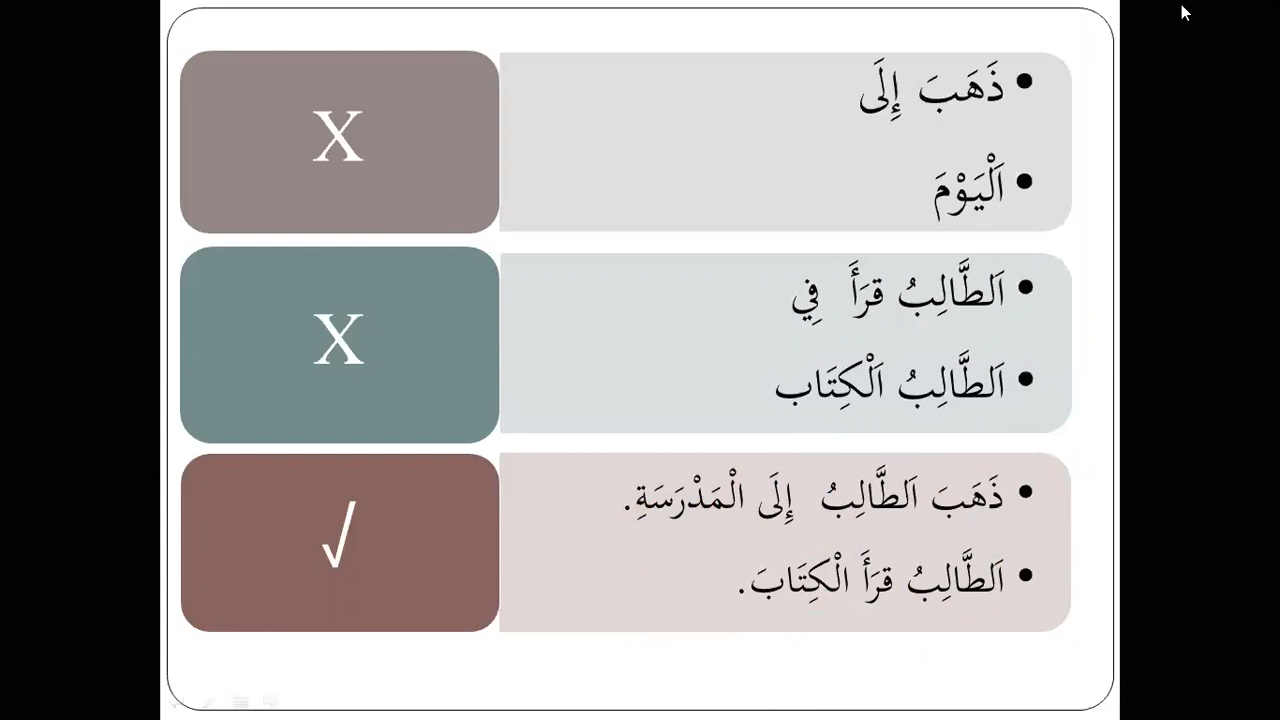 X
• ذَهَبَ إِلَى
• اَلْيَوْمَ
X
• اَلطَّالِبُ قَرَأَ فِي
• اَلطَّالِبُ اَلْكِتَاب
√
• ذَهَبَ اَلطَّالِبُ إِلَى الْمَدْرَسَةِ.
• اَلطَّالِبُ قَرَأَ الْكِتَابَ.